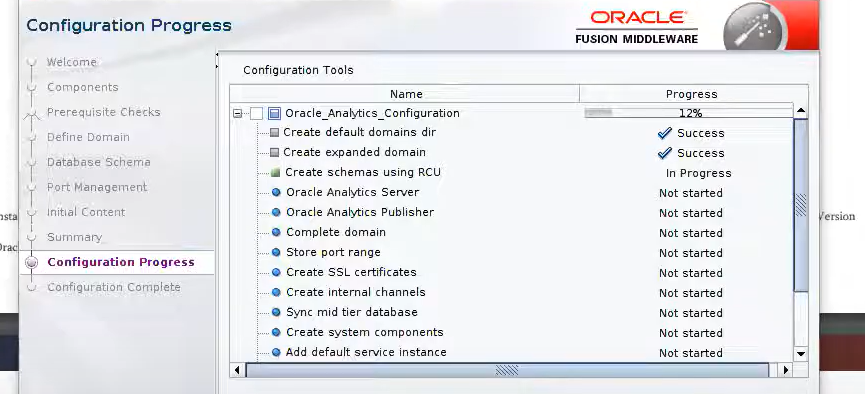 Configuration Progress
ORACLE
FUSION MIDDLEWARE
Welcome
Components
Prerequisite Checks
Define Domain
Database Schema
Port Management
Initial Content
Summary
Configuration Progress
Configuration Complete
Configuration Tools
Name Progress
Oracle_Analytics_Configuration 12%
Create default domains dir Success
Create expanded domain Success
Create schemas using RCU In Progress
Oracle Analytics Server Not started
Oracle Analytics Publisher Not started
Complete domain Not started
Store port range Not started
Create SSL certificates Not started
Create internal channels Not started
Sync mid tier database Not started
Create system components Not started
Add default service instance Not started
Version